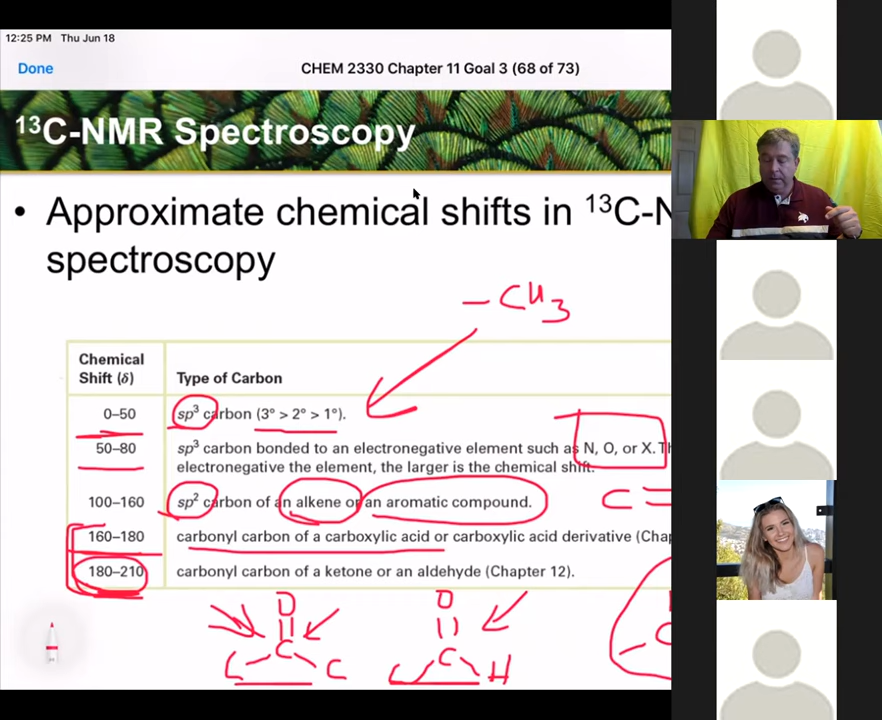 12:25 PM Thu Jun 18
Done
CHEM 2330 Chapter 11 Goal 3 (68 of 73)
¹³C-NMR Spectroscopy
• Approximate chemical shifts in ¹³C-N
spectroscopy
– CH₃
Chemical
Shift (δ)
Type of Carbon
0–50
sp³ carbon (3° > 2° > 1°).
50–80
sp³ carbon bonded to an electronegative element such as N, O, or X. Th
electronegative the element, the larger is the chemical shift.
100–160
sp² carbon of an alkene or an aromatic compound.
C=
160–180
carbonyl carbon of a carboxylic acid or carboxylic acid derivative (Chap
180–210
carbonyl carbon of a ketone or an aldehyde (Chapter 12).
O
O
C
C
C
C
C
H
C